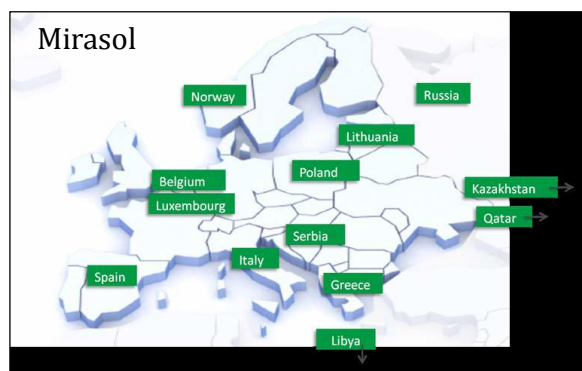 Mirasol
Norway
Russia
Lithuania
Poland
Belgium
Kazakhstan
Luxembourg
Qatar
Serbia
Italy
Spain
Greece
Libya